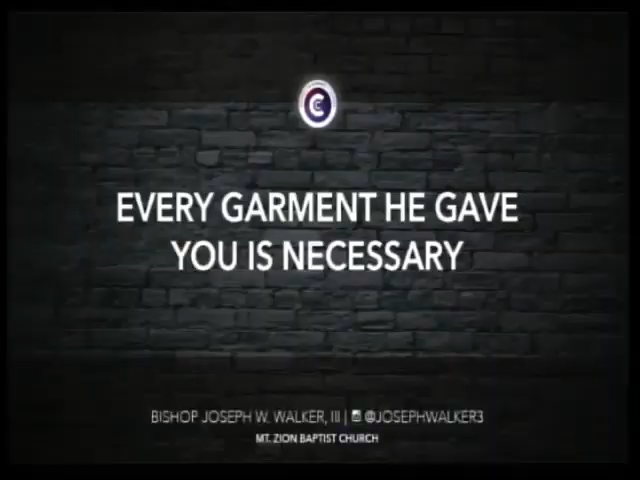 EVERY GARMENT HE GAVE
YOU IS NECESSARY
BISHOP JOSEPH W. WALKER, III | @JOSEPHWALKER3
MT. ZION BAPTIST CHURCH